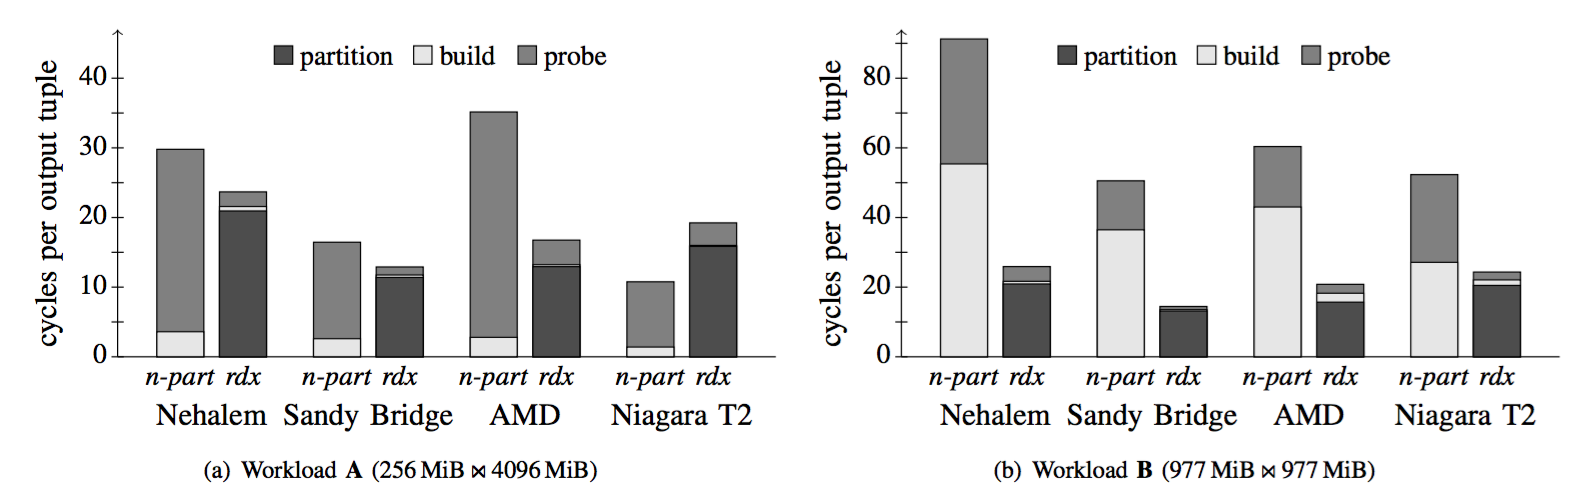 cycles per output tuple
partition build probe
40
30
20
10
0
n-part rdx n-part rdx n-part rdx n-part rdx
Nehalem Sandy Bridge AMD Niagara T2
(a) Workload A (256 MiB ⋈ 4096 MiB)
cycles per output tuple
partition build probe
80
60
40
20
0
n-part rdx n-part rdx n-part rdx n-part rdx
Nehalem Sandy Bridge AMD Niagara T2
(b) Workload B (977 MiB ⋈ 977 MiB)